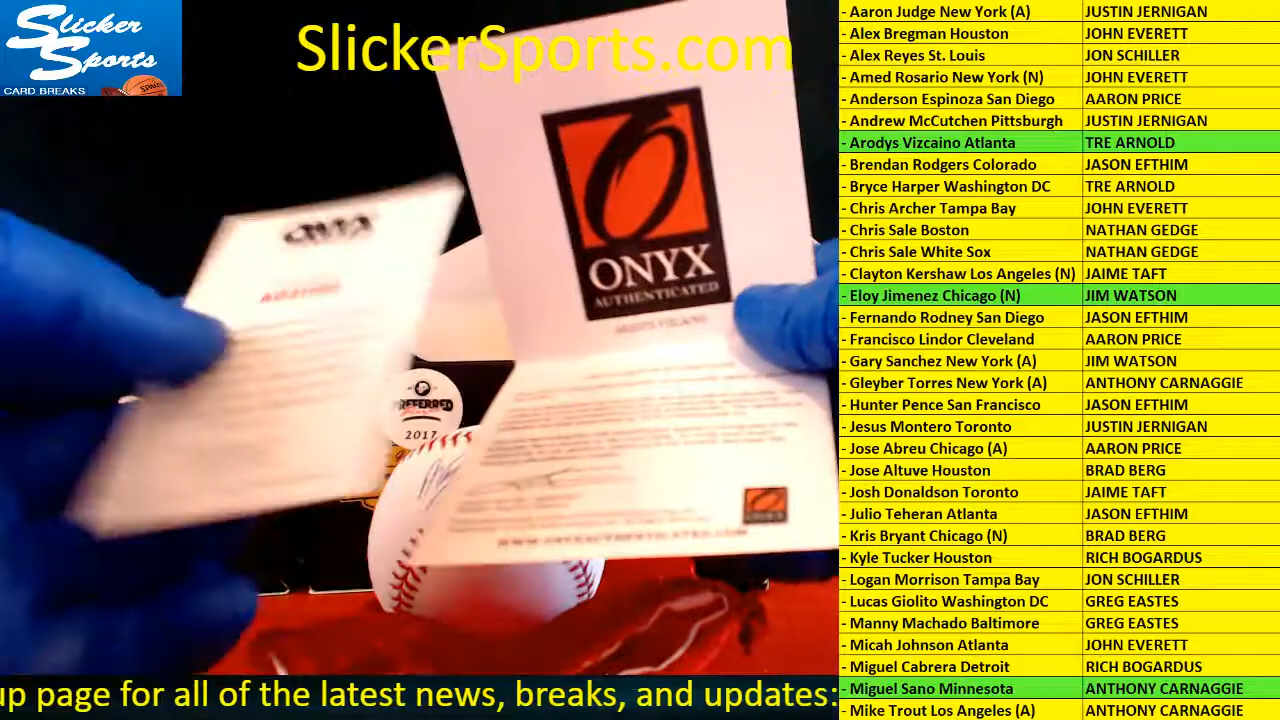 Slicker
Sports
CARD BREAKS
SlickerSports.com
ONYX
AUTHENTICATED
ARODYS VIZCAINO
PREFERRED
2017
WWW.ONYXAUTHENTICATED.COM
up page for all of the latest news, breaks, and updates:
- Aaron Judge New York (A) JUSTIN JERNIGAN
- Alex Bregman Houston JOHN EVERETT
- Alex Reyes St. Louis JON SCHILLER
- Amed Rosario New York (N) JOHN EVERETT
- Anderson Espinoza San Diego AARON PRICE
- Andrew McCutchen Pittsburgh JUSTIN JERNIGAN
- Arodys Vizcaino Atlanta TRE ARNOLD
- Brendan Rodgers Colorado JASON EFTHIM
- Bryce Harper Washington DC TRE ARNOLD
- Chris Archer Tampa Bay JOHN EVERETT
- Chris Sale Boston NATHAN GEDGE
- Chris Sale White Sox NATHAN GEDGE
- Clayton Kershaw Los Angeles (N) JAIME TAFT
- Eloy Jimenez Chicago (N) JIM WATSON
- Fernando Rodney San Diego JASON EFTHIM
- Francisco Lindor Cleveland AARON PRICE
- Gary Sanchez New York (A) JIM WATSON
- Gleyber Torres New York (A) ANTHONY CARNAGGIE
- Hunter Pence San Francisco JASON EFTHIM
- Jesus Montero Toronto JUSTIN JERNIGAN
- Jose Abreu Chicago (A) AARON PRICE
- Jose Altuve Houston BRAD BERG
- Josh Donaldson Toronto JAIME TAFT
- Julio Teheran Atlanta JASON EFTHIM
- Kris Bryant Chicago (N) BRAD BERG
- Kyle Tucker Houston RICH BOGARDUS
- Logan Morrison Tampa Bay JON SCHILLER
- Lucas Giolito Washington DC GREG EASTES
- Manny Machado Baltimore GREG EASTES
- Micah Johnson Atlanta JOHN EVERETT
- Miguel Cabrera Detroit RICH BOGARDUS
- Miguel Sano Minnesota ANTHONY CARNAGGIE
- Mike Trout Los Angeles (A) ANTHONY CARNAGGIE